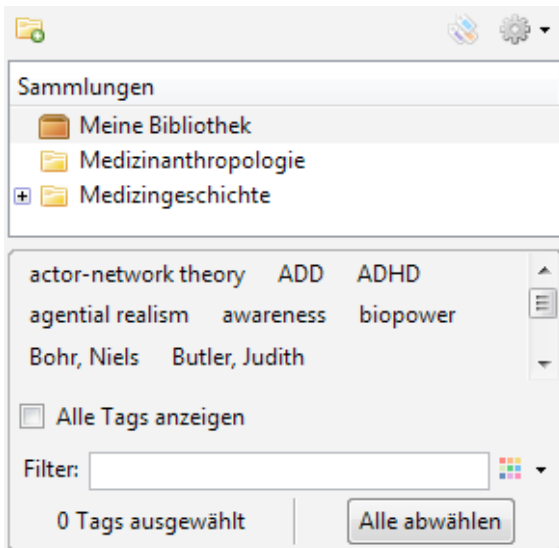 Sammlungen
Meine Bibliothek
Medizinanthropologie
Medizingeschichte
actor-network theory ADD ADHD
agential realism awareness biopower
Bohr, Niels Butler, Judith
Alle Tags anzeigen
Filter:
0 Tags ausgewählt Alle abwählen